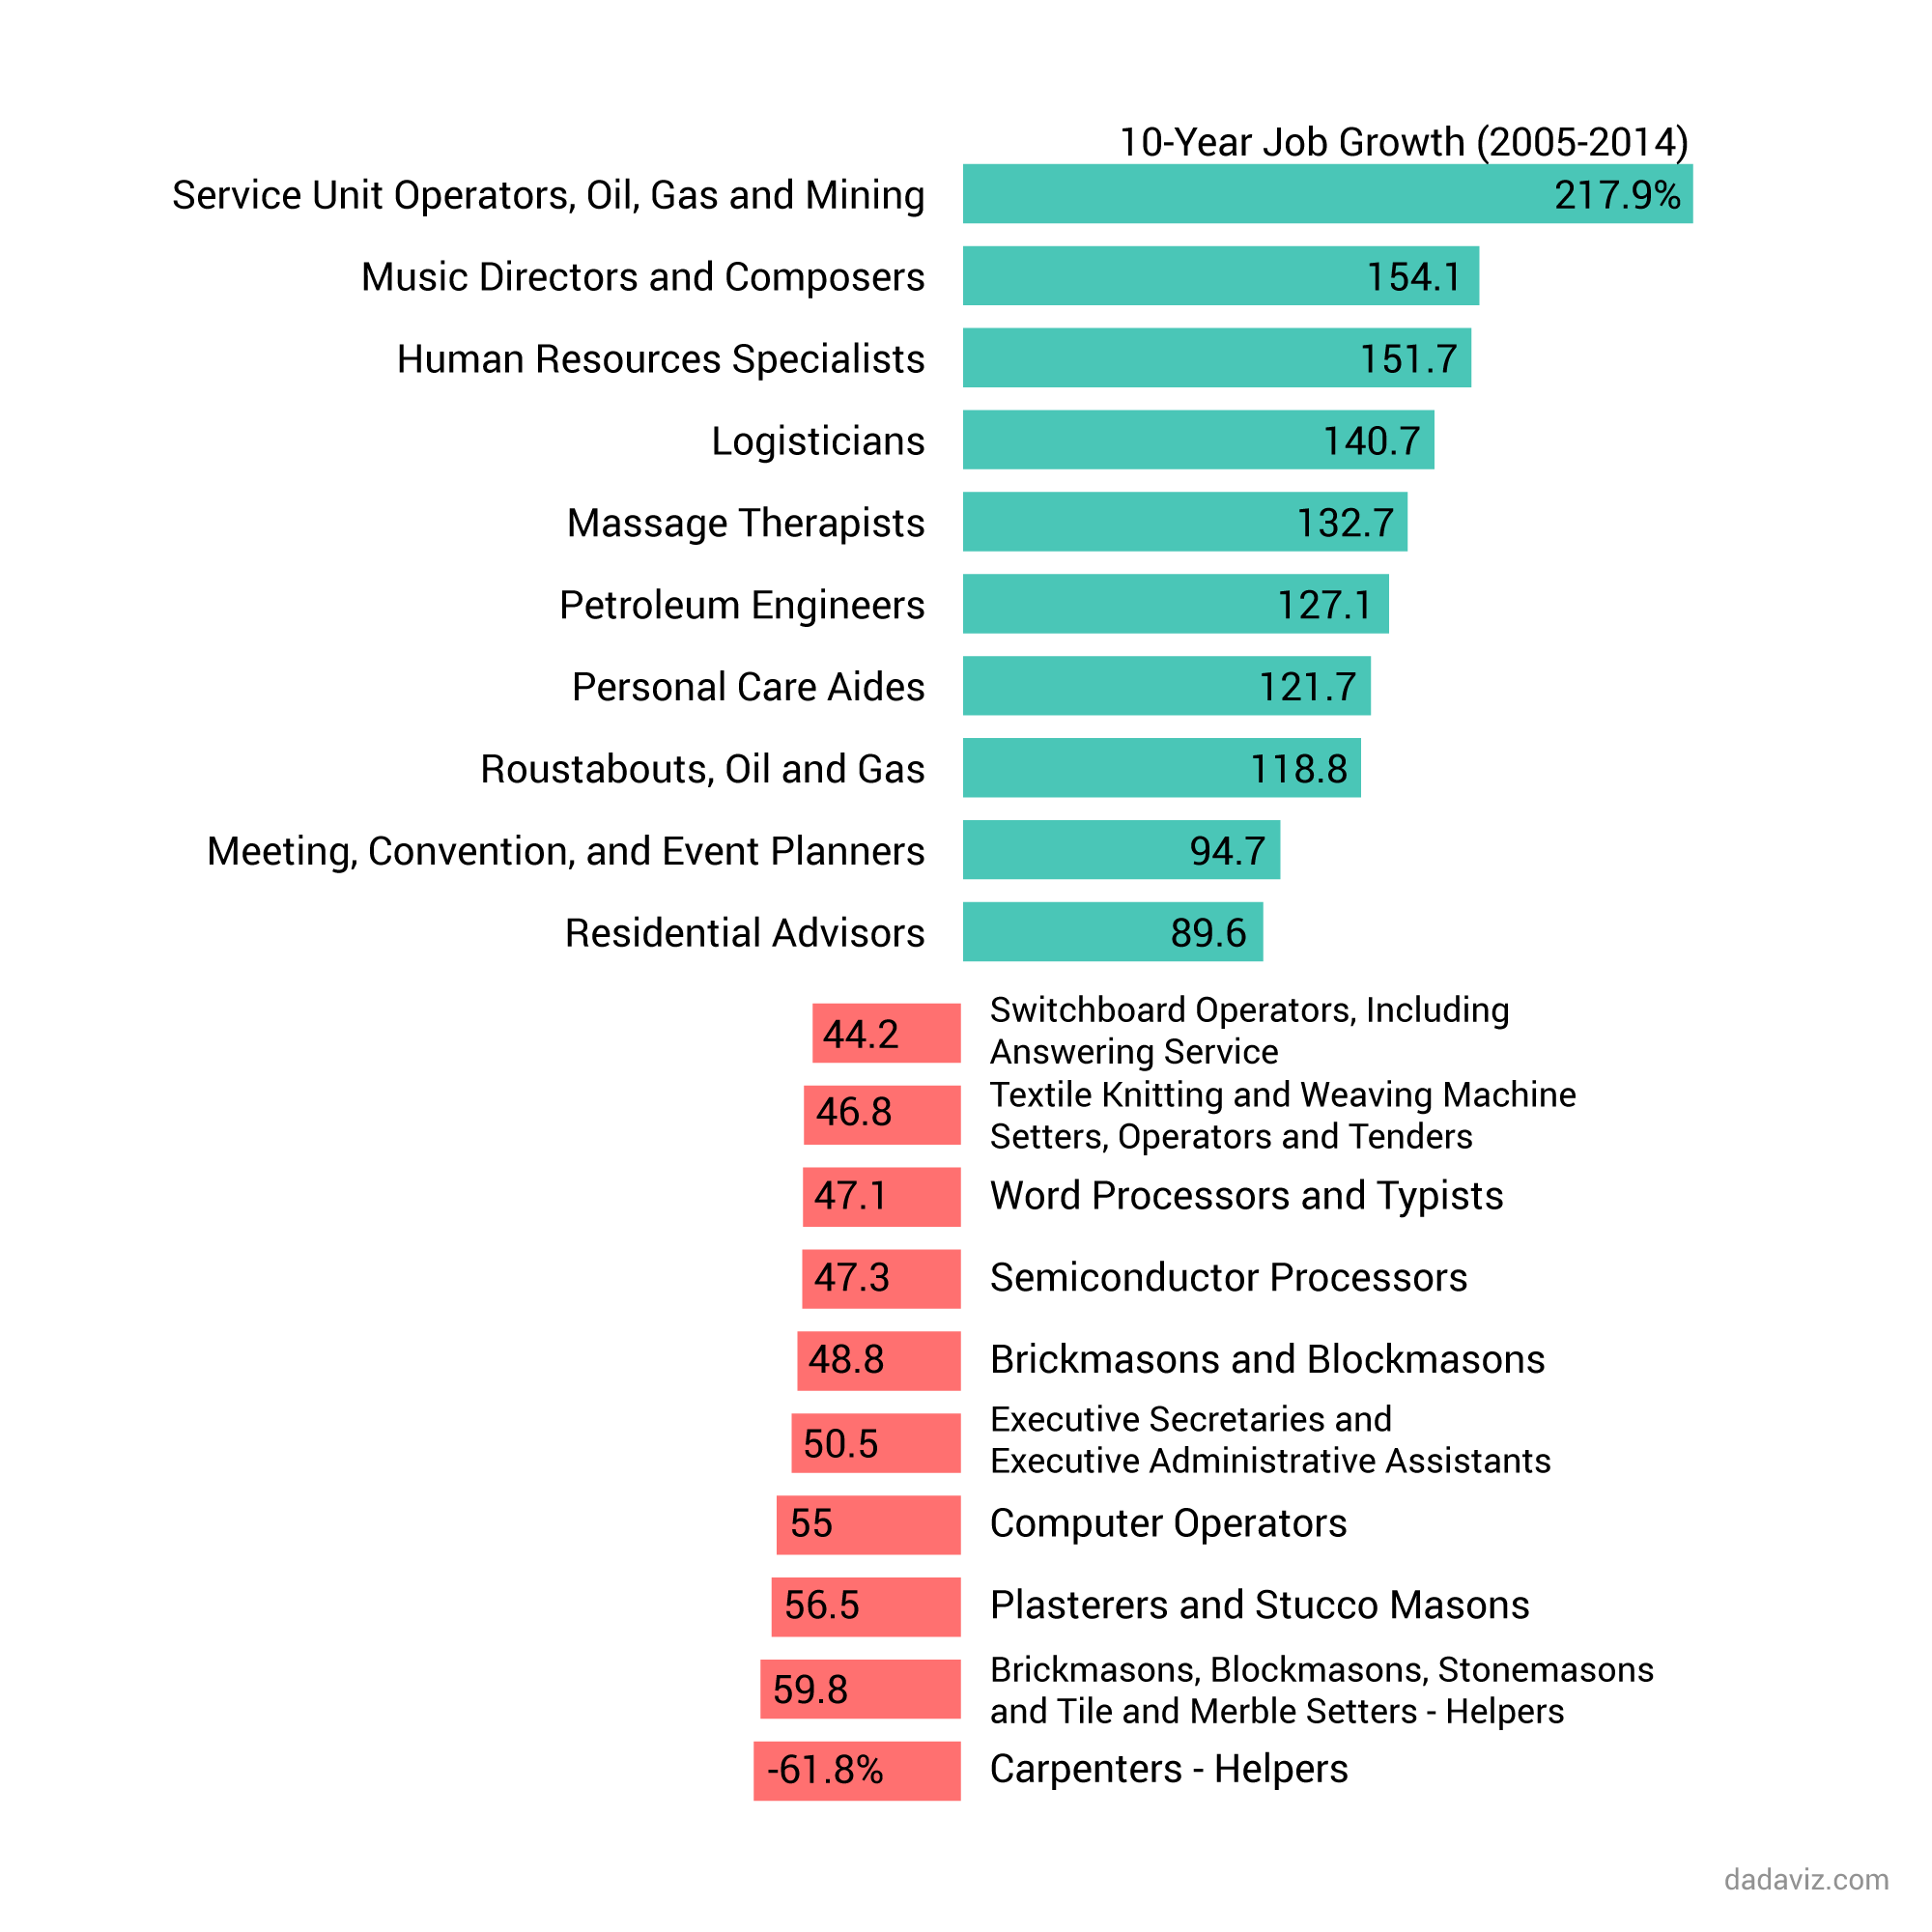 10-Year Job Growth (2005-2014)
Service Unit Operators, Oil, Gas and Mining 217.9%
Music Directors and Composers 154.1
Human Resources Specialists 151.7
Logisticians 140.7
Massage Therapists 132.7
Petroleum Engineers 127.1
Personal Care Aides 121.7
Roustabouts, Oil and Gas 118.8
Meeting, Convention, and Event Planners 94.7
Residential Advisors 89.6
44.2 Switchboard Operators, Including
Answering Service
46.8 Textile Knitting and Weaving Machine
Setters, Operators and Tenders
47.1 Word Processors and Typists
47.3 Semiconductor Processors
48.8 Brickmasons and Blockmasons
50.5 Executive Secretaries and
Executive Administrative Assistants
55 Computer Operators
56.5 Plasterers and Stucco Masons
59.8 Brickmasons, Blockmasons, Stonemasons
and Tile and Merble Setters - Helpers
-61.8% Carpenters - Helpers
dadaviz.com